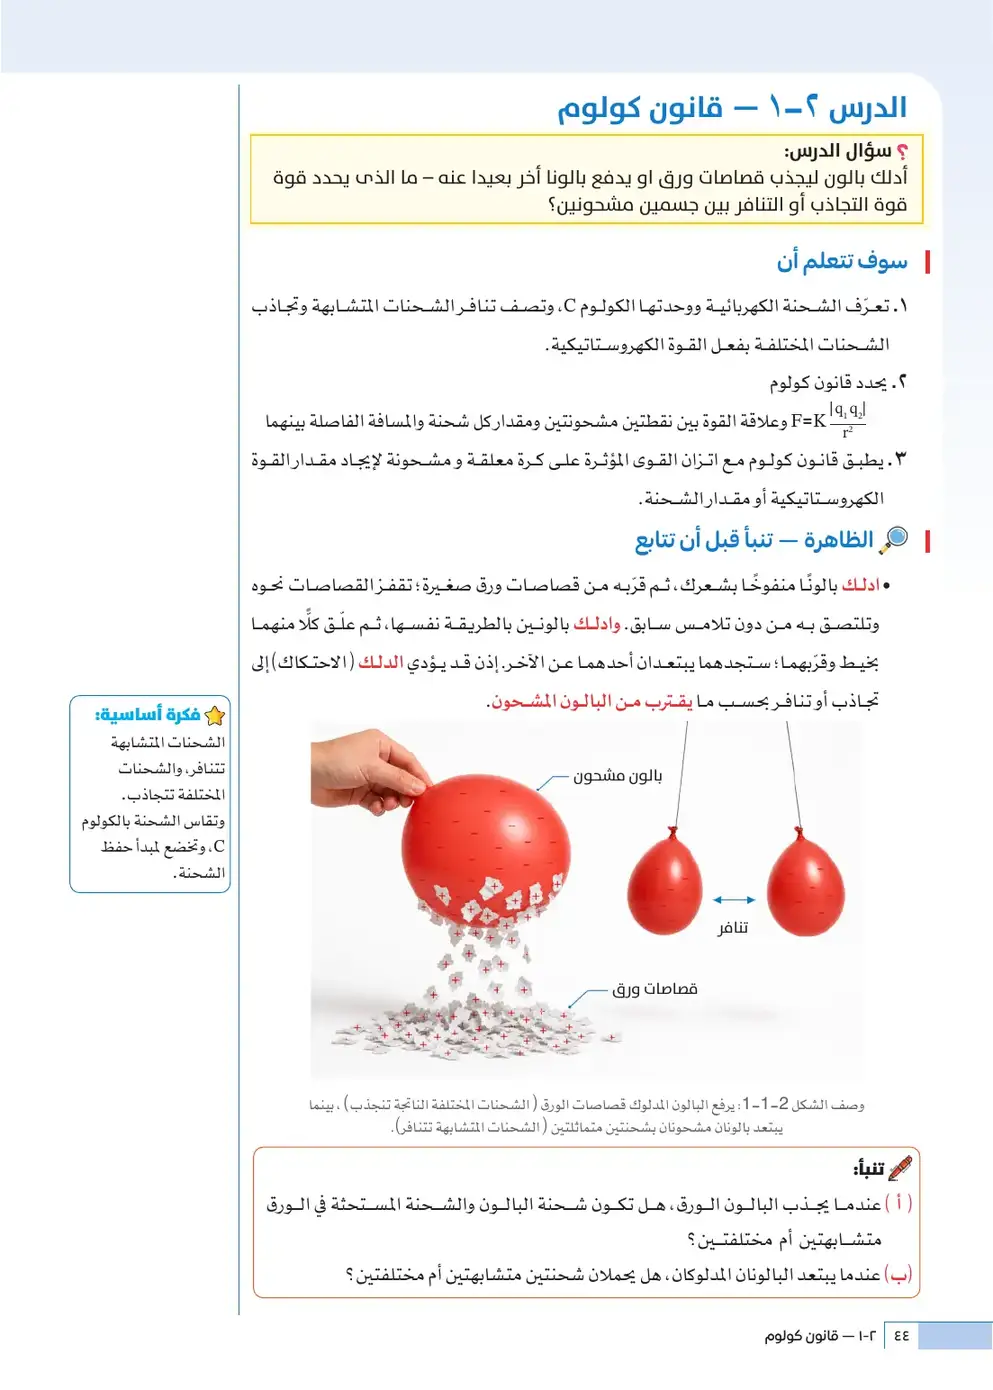 الدرس ٢-١ — قانون كولوم
؟ سؤال الدرس:
أدلك بالون ليجذب قصاصات ورق او يدفع بالونا أخر بعيدا عنه – ما الذى يحدد قوة
قوة التجاذب أو التنافر بين جسمين مشحونين؟
سوف تتعلم أن
١. تعرّف الشحنة الكهربائية ووحدتها الكولوم C، وتصف تنافر الشحنات المتشابهة وتجاذب
الشحنات المختلفة بفعل القوة الكهروستاتيكية.
٢. يحدد قانون كولوم
F=K |q₁q₂| / r² وعلاقة القوة بين نقطتين مشحونتين ومقدار كل شحنة والمسافة الفاصلة بينهما
٣. يطبق قانون كولوم مع اتزان القوى المؤثرة على كرة معلقة و مشحونة لإيجاد مقدار القوة
الكهروستاتيكية أو مقدار الشحنة.
الظاهرة — تنبأ قبل أن تتابع
• ادلك بالونًا منفوخًا بشعرك، ثم قرّبه من قصاصات ورق صغيرة؛ تقفز القصاصات نحوه
وتلتصق به من دون تلامس سابق. وادلك بالونين بالطريقة نفسها، ثم علّق كلًّا منهما
بخيط وقرّبهما؛ ستجدهما يبتعدان أحدهما عن الآخر. إذن قد يؤدي الدلك (الاحتكاك) إلى
تجاذب أو تنافر بحسب ما يقترب من البالون المشحون.
فكرة أساسية:
الشحنات المتشابهة
تتنافر، والشحنات
المختلفة تتجاذب.
وتقاس الشحنة بالكولوم
C، وتخضع لمبدأ حفظ
الشحنة.
بالون مشحون
تنافر
قصاصات ورق
وصف الشكل 2-1-1: يرفع البالون المدلوك قصاصات الورق (الشحنات المختلفة الناتجة تنجذب)، بينما
يبتعد بالونان مشحونان بشحنتين متماثلتين (الشحنات المتشابهة تتنافر).
تنبأ:
(أ) عندما يجذب البالون الورق، هل تكون شحنة البالون والشحنة المستحثة في الورق
متشابهتين أم مختلفتين؟
(ب) عندما يبتعد البالونان المدلوكان، هل يحملان شحنتين متشابهتين أم مختلفتين؟
٤٤ ٢-١ — قانون كولوم